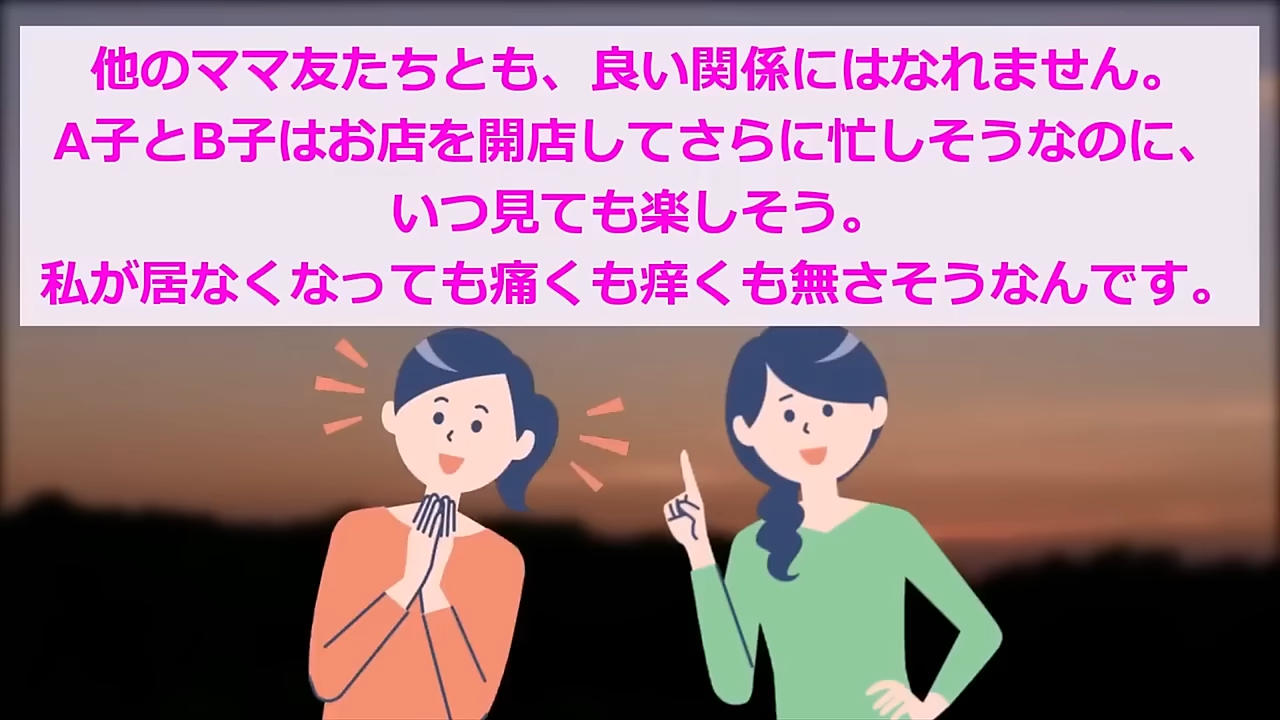 他のママ友たちとも、良い関係にはなれません。
A子とB子はお店を開店してさらに忙しそうなのに、
いつ見ても楽しそう。
私が居なくなっても痛くも痒くも無さそうなんです。